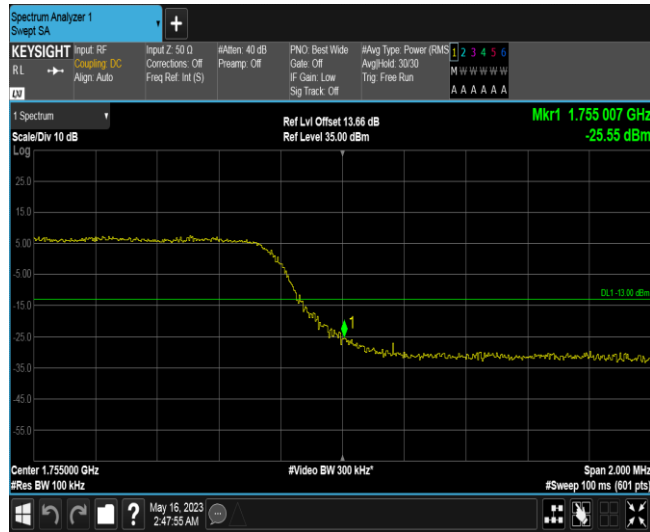 Spectrum Analyzer 1
Swept SA
KEYSIGHT
RL
LXI
Input: RF
Coupling: DC
Align: Auto
Input Z: 50 Ω
Corrections: Off
Freq Ref: Int (S)
#Atten: 40 dB
Preamp: Off
PNO: Best Wide
Gate: Off
IF Gain: Low
Sig Track: Off
#Avg Type: Power (RMS
Avg|Hold: 30/30
Trig: Free Run
1 2 3 4 5 6
M W W W W W
A A A A A A
1 Spectrum
Scale/Div 10 dB
Log
Ref Lvl Offset 13.66 dB
Ref Level 35.00 dBm
Mkr1 1.755 007 GHz
-25.55 dBm
25.0
15.0
5.00
-5.00
-15.0
-25.0
-35.0
-45.0
-55.0
DL1 -13.00 dBm
1
Center 1.755000 GHz
#Res BW 100 kHz
#Video BW 300 kHz*
Span 2.000 MHz
#Sweep 100 ms (601 pts)
?
May 16, 2023
2:47:55 AM